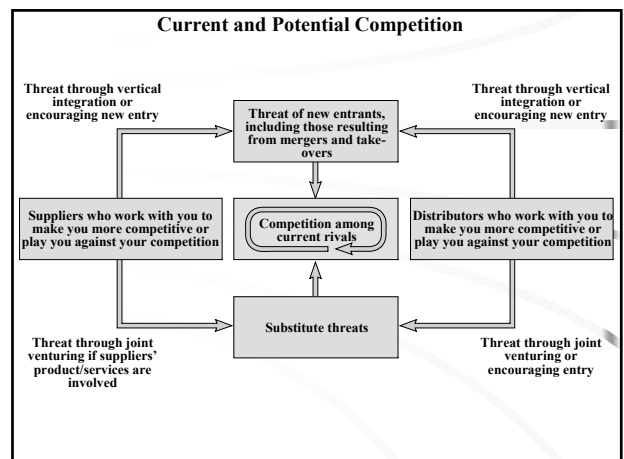 Current and Potential Competition
Threat through vertical
integration or
encouraging new entry
Threat through vertical
integration or
encouraging new entry
Threat of new entrants,
including those resulting
from mergers and take-
overs
Suppliers who work with you to
make you more competitive or
play you against your competition
Competition among
current rivals
Distributors who work with you to
make you more competitive or
play you against your competition
Substitute threats
Threat through joint
venturing if suppliers’
product/services are
involved
Threat through joint
venturing or
encouraging entry